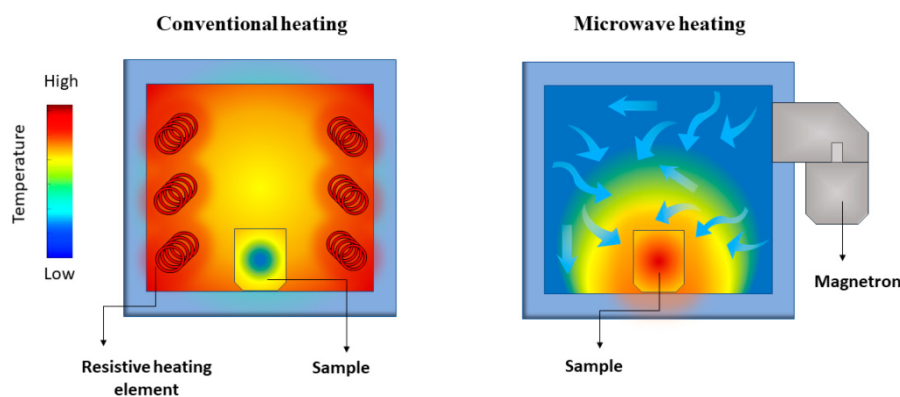 Conventional heating
Microwave heating
High
Temperature
Low
Resistive heating
element
Sample
Sample
Magnetron